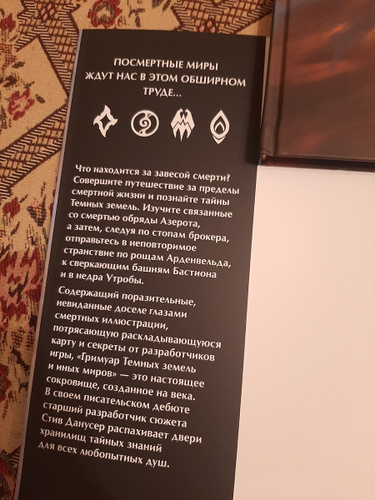 ПОСМЕРТНЫЕ МИРЫ
ЖДУТ НАС В ЭТОМ ОБШИРНОМ
ТРУДЕ...
Что находится за завесой смерти?
Совершите путешествие за пределы
смертной жизни и познайте тайны
Темных земель. Изучите связанные
со смертью обряды Азерота,
а затем, следуя по стопам брокера,
отправьтесь в неповторимое
странствие по рощам Арденвельда,
к сверкающим башням Бастиона
и в недра Утробы.
Содержащий поразительные,
невиданные доселе глазами
смертных иллюстрации,
потрясающую раскладывающуюся
карту и секреты от разработчиков
игры, «Гримуар Темных земель
и иных миров» — это настоящее
сокровище, созданное на века.
В своем писательском дебюте
старший разработчик сюжета
Стив Данусер распахивает двери
хранилищ тайных знаний
для всех любопытных душ.